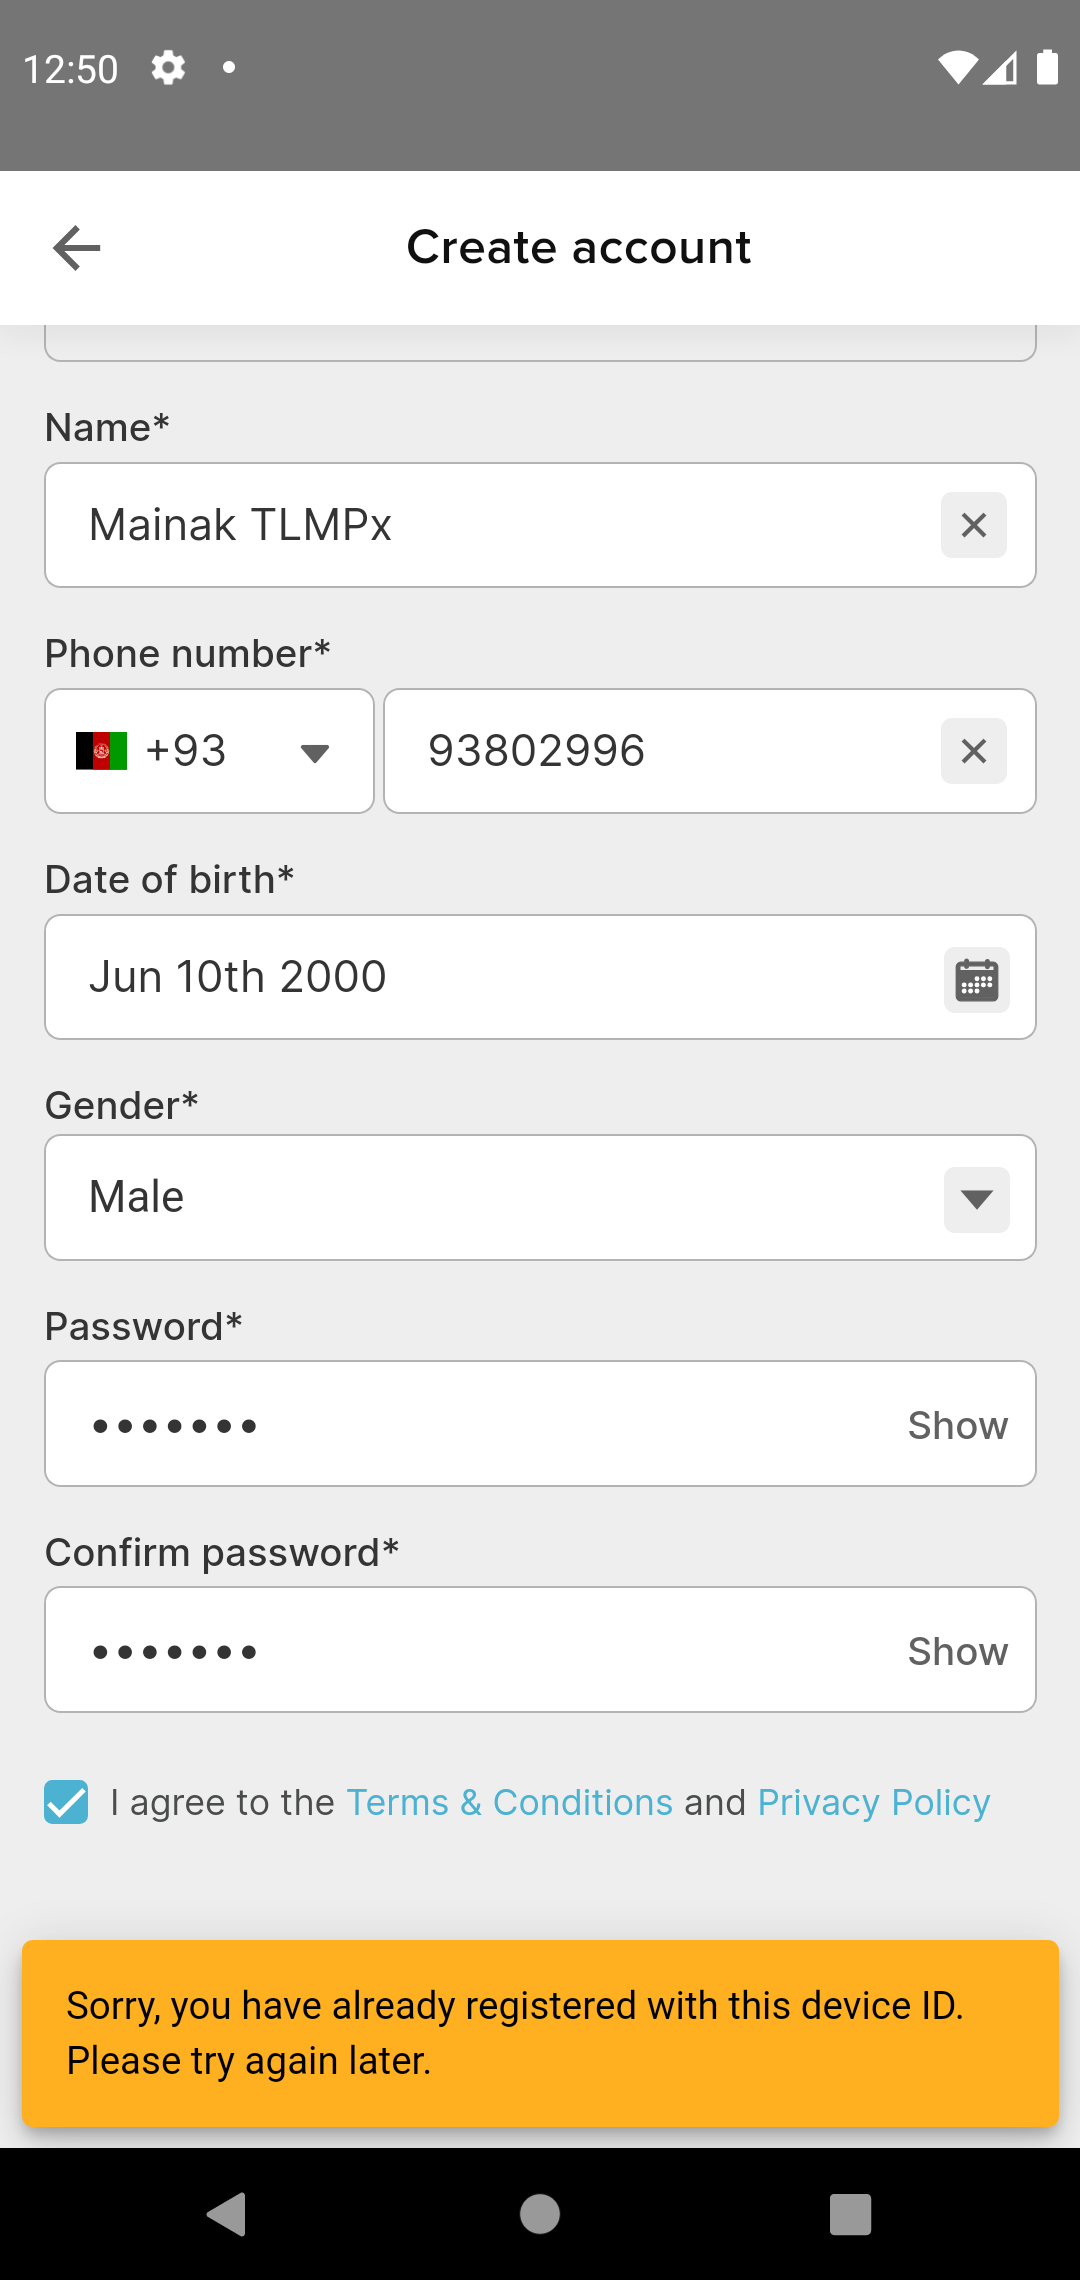 12:50
Create account
Name*
Mainak TLMPx
Phone number*
+93
93802996
Date of birth*
Jun 10th 2000
Gender*
Male
Password*
•••••••
Show
Confirm password*
•••••••
Show
I agree to the Terms & Conditions and Privacy Policy
Sorry, you have already registered with this device ID.
Please try again later.